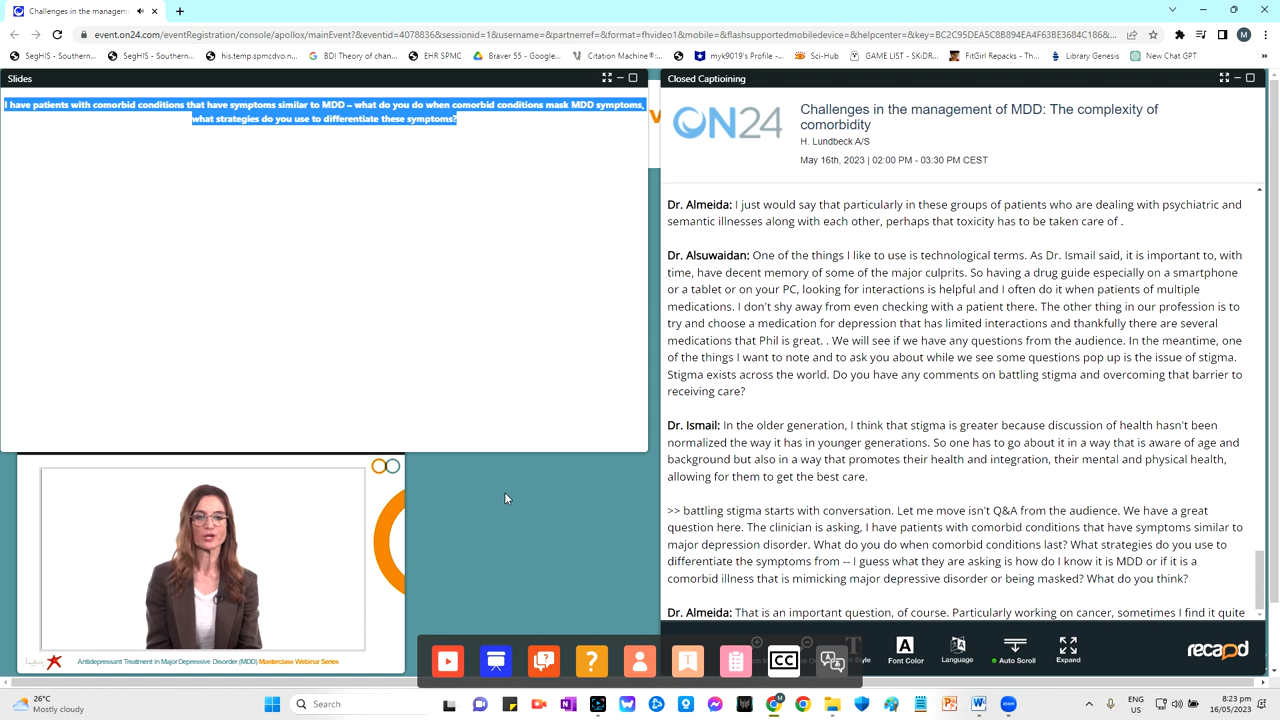 Challenges in the managem
event.on24.com/eventRegistration/console/apollox/mainEvent?&eventid=4078836&sessionid=1&username=&partnerref=&format=fhvideo1&mobile=&flashsupportedmobiledevice=&helpcenter=&key=BC2C95DEA5C8B894EA4F63BE3684C186&...
M
SegHIS - Southern...
SegHIS - Southern...
his.temp.spmcdvo.n...
BDI Theory of chan...
EHR SPMC
Braver 55 - Google...
Citation Machine®:...
myk9019's Profile -...
Sci-Hub
GAME LIST - CrDr...
FitGirl Repacks - Th...
Library Genesis
New Chat GPT
Slides
I have patients with comorbid conditions that have symptoms similar to MDD – what do you do when comorbid conditions mask MDD symptoms,
what strategies do you use to differentiate these symptoms?
Antidepressant Treatment in Major Depressive Disorder (MDD) Masterclass Webinar Series
Closed Captioining
ON24
Challenges in the management of MDD: The complexity of
comorbidity
H. Lundbeck A/S
May 16th, 2023 | 02:00 PM - 03:30 PM CEST
Dr. Almeida: I just would say that particularly in these groups of patients who are dealing with psychiatric and
semantic illnesses along with each other, perhaps that toxicity has to be taken care of .
Dr. Alsuwaidan: One of the things I like to use is technological terms. As Dr. Ismail said, it is important to, with
time, have decent memory of some of the major culprits. So having a drug guide especially on a smartphone
or a tablet or on your PC, looking for interactions is helpful and I often do it when patients of multiple
medications. I don't shy away from even checking with a patient there. The other thing in our profession is to
try and choose a medication for depression that has limited interactions and thankfully there are several
medications that Phil is great. . We will see if we have any questions from the audience. In the meantime, one
of the things I want to note and to ask you about while we see some questions pop up is the issue of stigma.
Stigma exists across the world. Do you have any comments on battling stigma and overcoming that barrier to
receiving care?
Dr. Ismail: In the older generation, I think that stigma is greater because discussion of health hasn't been
normalized the way it has in younger generations. So one has to go about it in a way that is aware of age and
background but also in a way that promotes their health and integration, their mental and physical health,
allowing for them to get the best care.
>> battling stigma starts with conversation. Let me move isn't Q&A from the audience. We have a great
question here. The clinician is asking, I have patients with comorbid conditions that have symptoms similar to
major depression disorder. What do you do when comorbid conditions last? What strategies do you use to
differentiate the symptoms from -- I guess what they are asking is how do I know it is MDD or if it is a
comorbid illness that is mimicking major depressive disorder or being masked? What do you think?
Dr. Almeida: That is an important question, of course. Particularly working on cancer, sometimes I find it quite
Font Color
Language
Auto Scroll
Expand
recapd
CC
26°C
Mostly cloudy
Search
ENG
US
8:23 pm
16/05/2023